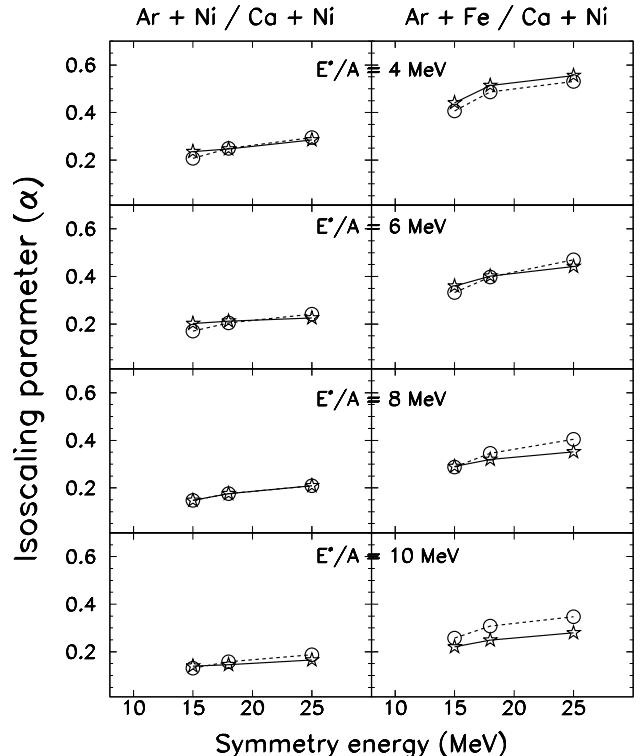 Ar + Ni / Ca + Ni
Ar + Fe / Ca + Ni
E*/A = 4 MeV
0.6
0.4
0.2
E*/A = 6 MeV
0.6
0.4
0.2
E*/A = 8 MeV
0.6
0.4
0.2
E*/A = 10 MeV
0.6
0.4
0.2
10 15 20 25 10 15 20 25
Isoscaling parameter (α)
Symmetry energy (MeV)